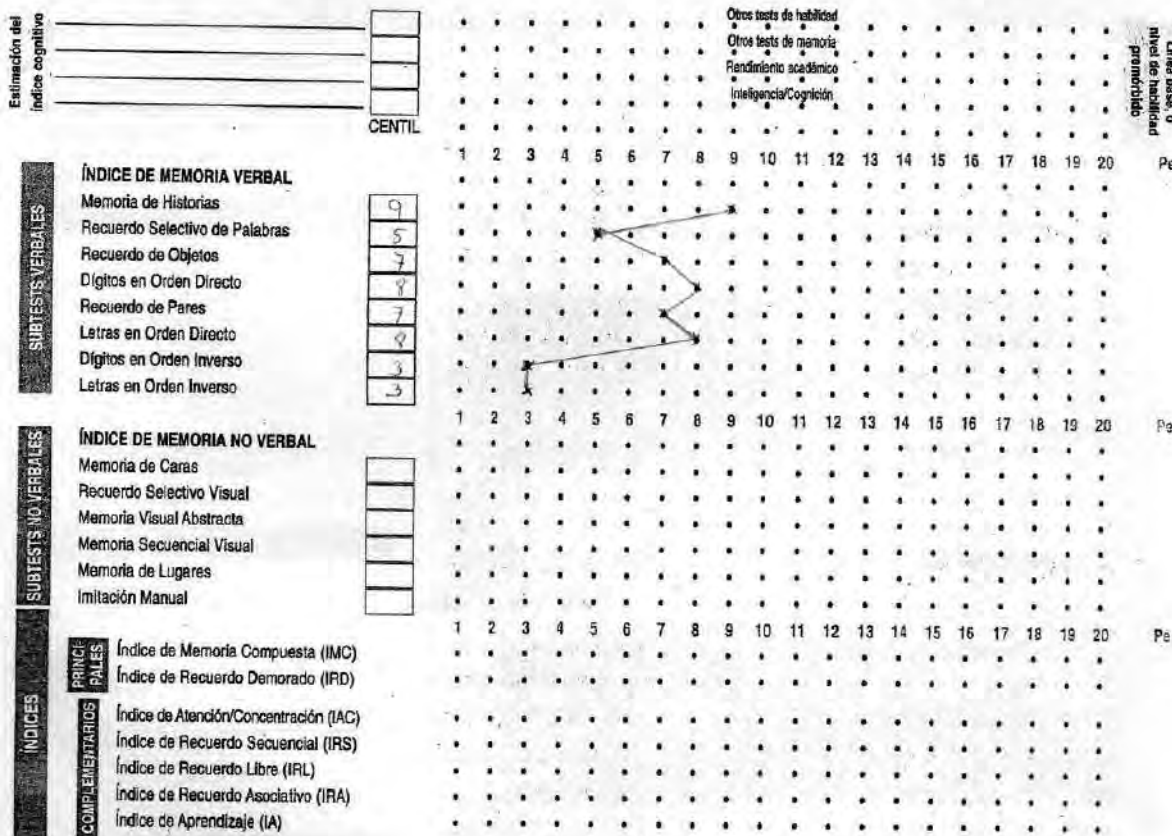 Estimación del
índice cognitivo
CENTIL
Otros tests de habilidad
Otros tests de memoria
Rendimiento académico
Inteligencia/Cognición
nivel de habilidad
premórbido
1 2 3 4 5 6 7 8 9 10 11 12 13 14 15 16 17 18 19 20 Pe
SUBTESTS VERBALES
ÍNDICE DE MEMORIA VERBAL
Memoria de Historias 9
Recuerdo Selectivo de Palabras 5
Recuerdo de Objetos 7
Dígitos en Orden Directo 8
Recuerdo de Pares 7
Letras en Orden Directo 8
Dígitos en Orden Inverso 3
Letras en Orden Inverso 3
1 2 3 4 5 6 7 8 9 10 11 12 13 14 15 16 17 18 19 20 Pe
SUBTESTS NO VERBALES
ÍNDICE DE MEMORIA NO VERBAL
Memoria de Caras
Recuerdo Selectivo Visual
Memoria Visual Abstracta
Memoria Secuencial Visual
Memoria de Lugares
Imitación Manual
1 2 3 4 5 6 7 8 9 10 11 12 13 14 15 16 17 18 19 20 Pe
ÍNDICES
PRINCI
PALES
Índice de Memoria Compuesta (IMC)
Índice de Recuerdo Demorado (IRD)
COMPLEMENTARIOS
Índice de Atención/Concentración (IAC)
Índice de Recuerdo Secuencial (IRS)
Índice de Recuerdo Libre (IRL)
Índice de Recuerdo Asociativo (IRA)
Índice de Aprendizaje (IA)